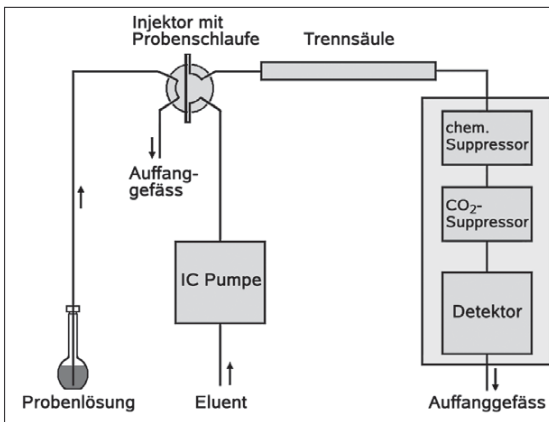 Injektor mit
Probenschlaufe
Trennsäule
chem.
Suppressor
Auffang-
gefäss
CO₂-
Suppressor
IC Pumpe
Detektor
Probenlösung
Eluent
Auffanggefäss